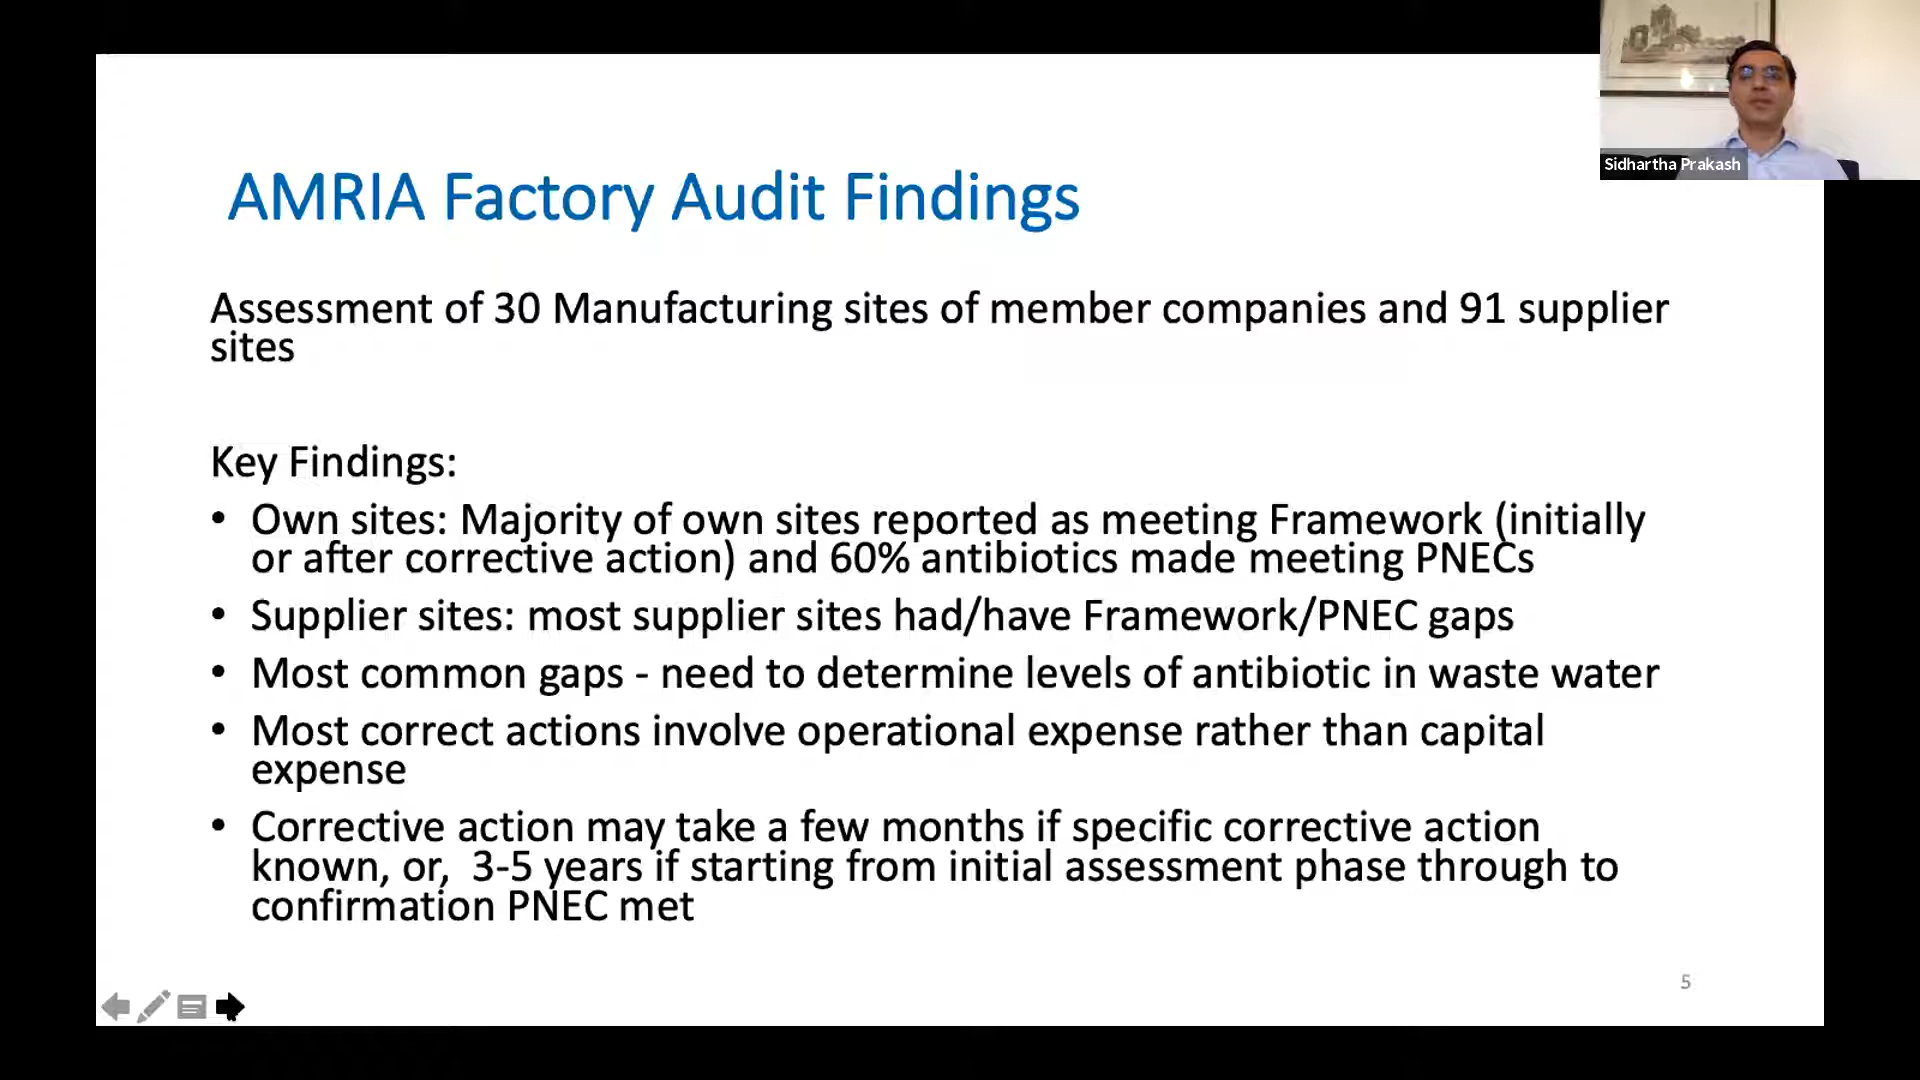 Sidhartha Prakash
AMRIA Factory Audit Findings
Assessment of 30 Manufacturing sites of member companies and 91 supplier
sites
Key Findings:
• Own sites: Majority of own sites reported as meeting Framework (initially
or after corrective action) and 60% antibiotics made meeting PNECs
• Supplier sites: most supplier sites had/have Framework/PNEC gaps
• Most common gaps - need to determine levels of antibiotic in waste water
• Most correct actions involve operational expense rather than capital
expense
• Corrective action may take a few months if specific corrective action
known, or,  3-5 years if starting from initial assessment phase through to
confirmation PNEC met
5